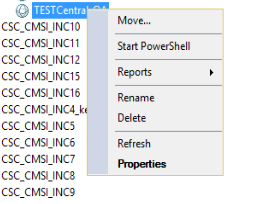 TESTCentral
Move...
CSC_CMSI_INC10
CSC_CMSI_INC11
Start PowerShell
CSC_CMSI_INC12
CSC_CMSI_INC15
Reports
CSC_CMSI_INC16
Rename
CSC_CMSI_INC4_ke
Delete
CSC_CMSI_INC5
CSC_CMSI_INC6
Refresh
CSC_CMSI_INC7
Properties
CSC_CMSI_INC8
CSC_CMSI_INC9